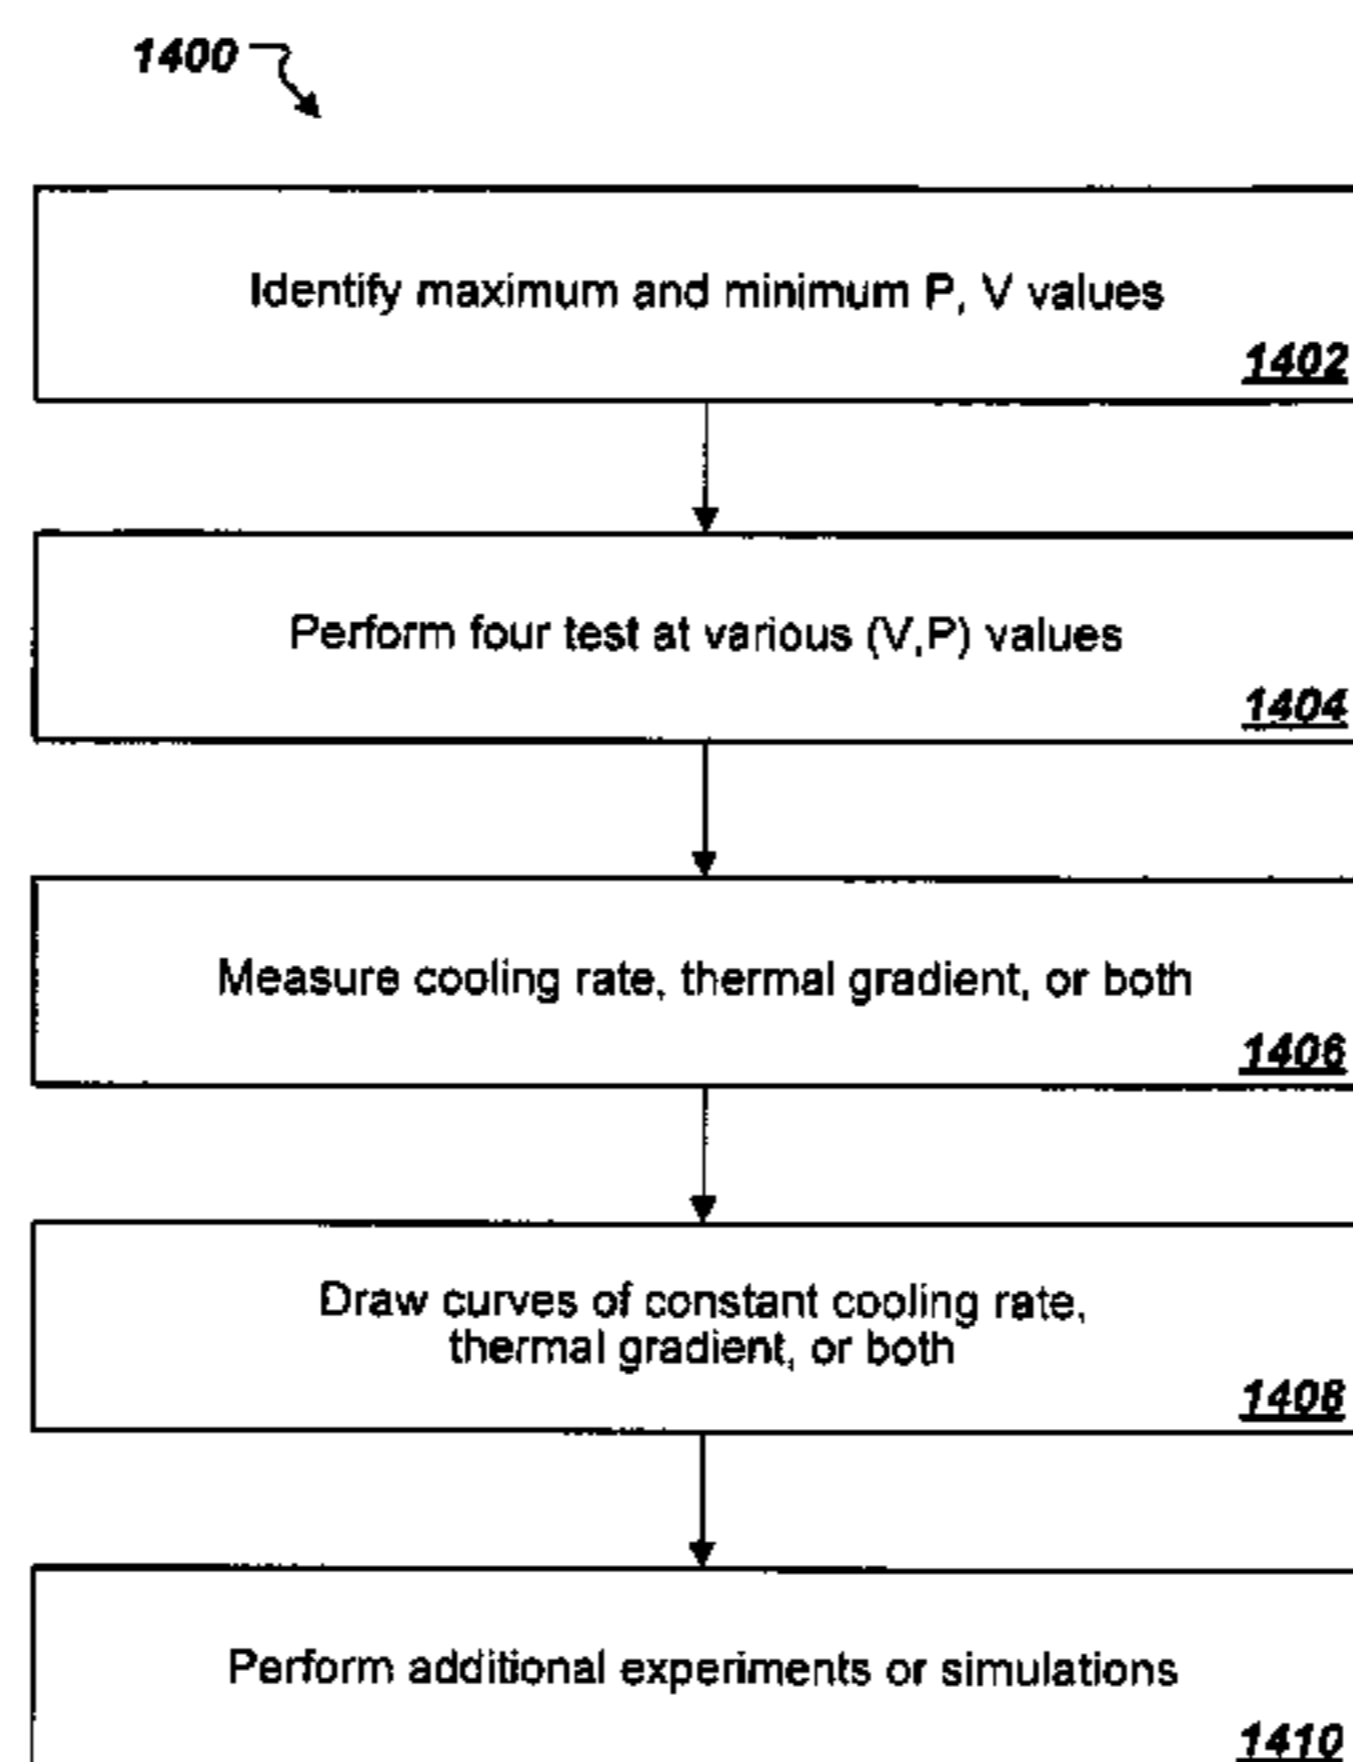 1400
Identify maximum and minimum P, V values
1402
Perform four test at various (V,P) values
1404
Measure cooling rate, thermal gradient, or both
1406
Draw curves of constant cooling rate,
thermal gradient, or both
1408
Perform additional experiments or simulations
1410